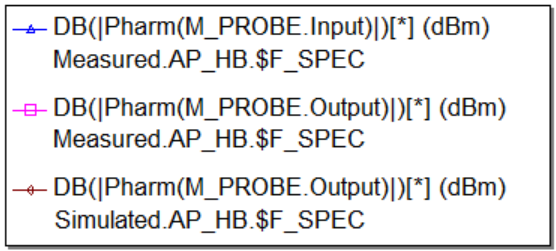 DB(|Pharm(M_PROBE.Input)|)[*] (dBm)
Measured.AP_HB.$F_SPEC
DB(|Pharm(M_PROBE.Output)|)[*] (dBm)
Measured.AP_HB.$F_SPEC
DB(|Pharm(M_PROBE.Output)|)[*] (dBm)
Simulated.AP_HB.$F_SPEC